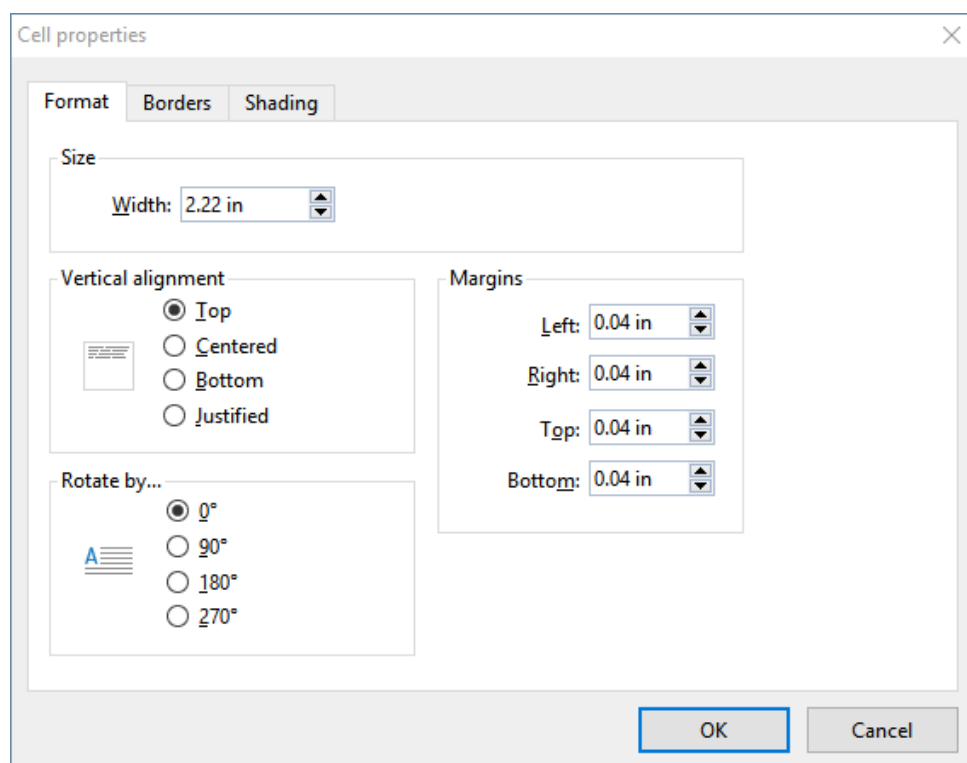 Cell properties
Format Borders Shading
Size
Width: 2.22 in
Vertical alignment
Top
Centered
Bottom
Justified
Margins
Left: 0.04 in
Right: 0.04 in
Top: 0.04 in
Bottom: 0.04 in
Rotate by...
A
0°
90°
180°
270°
OK Cancel